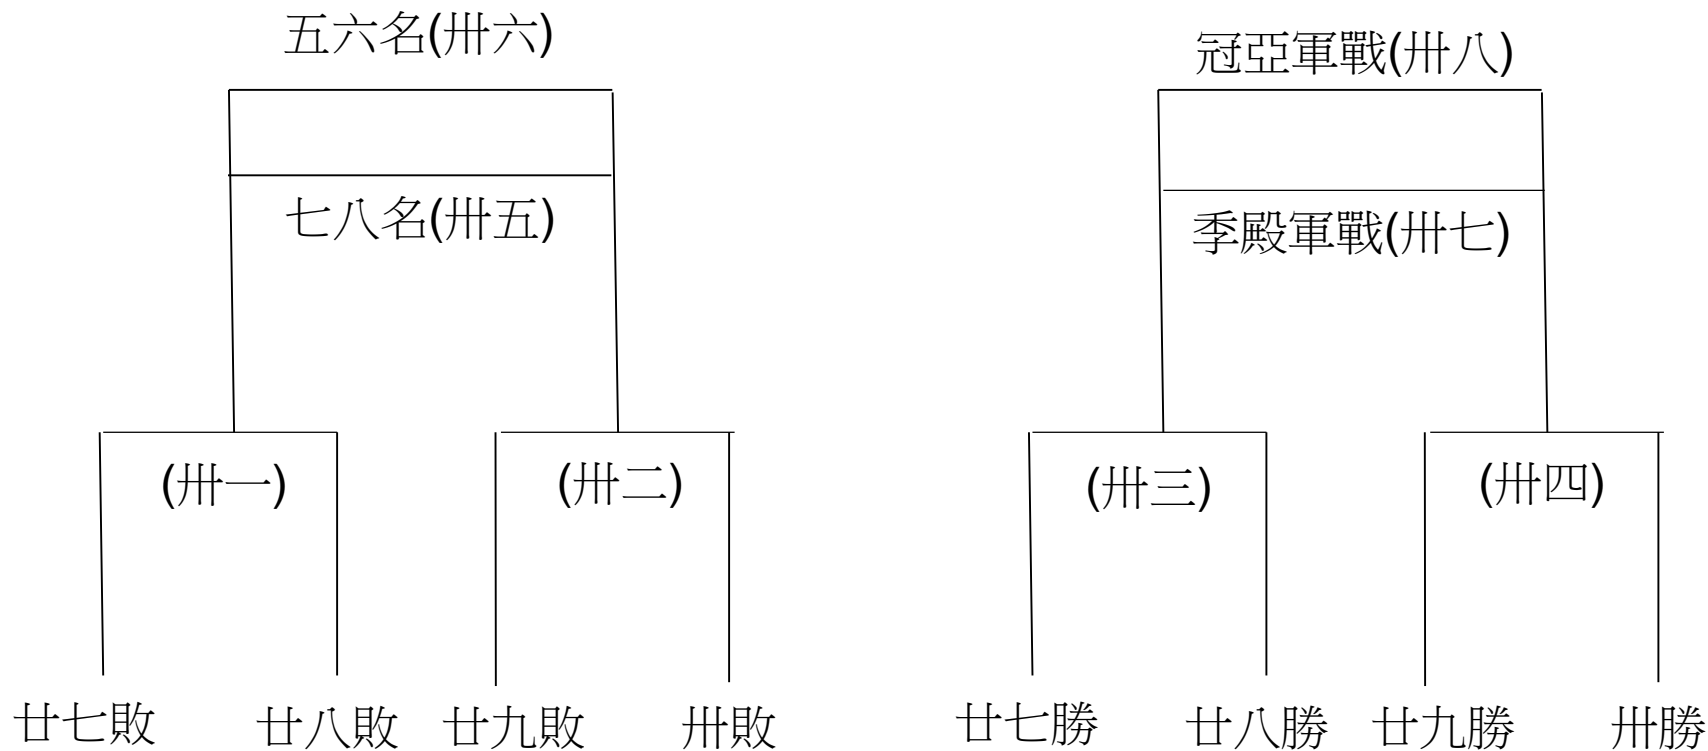 五六名(卅六)
冠亞軍戰(卅八)
七八名(卅五)
季殿軍戰(卅七)
(卅一)
(卅二)
(卅三)
(卅四)
廿七敗
廿八敗
廿九敗
卅敗
廿七勝
廿八勝
廿九勝
卅勝